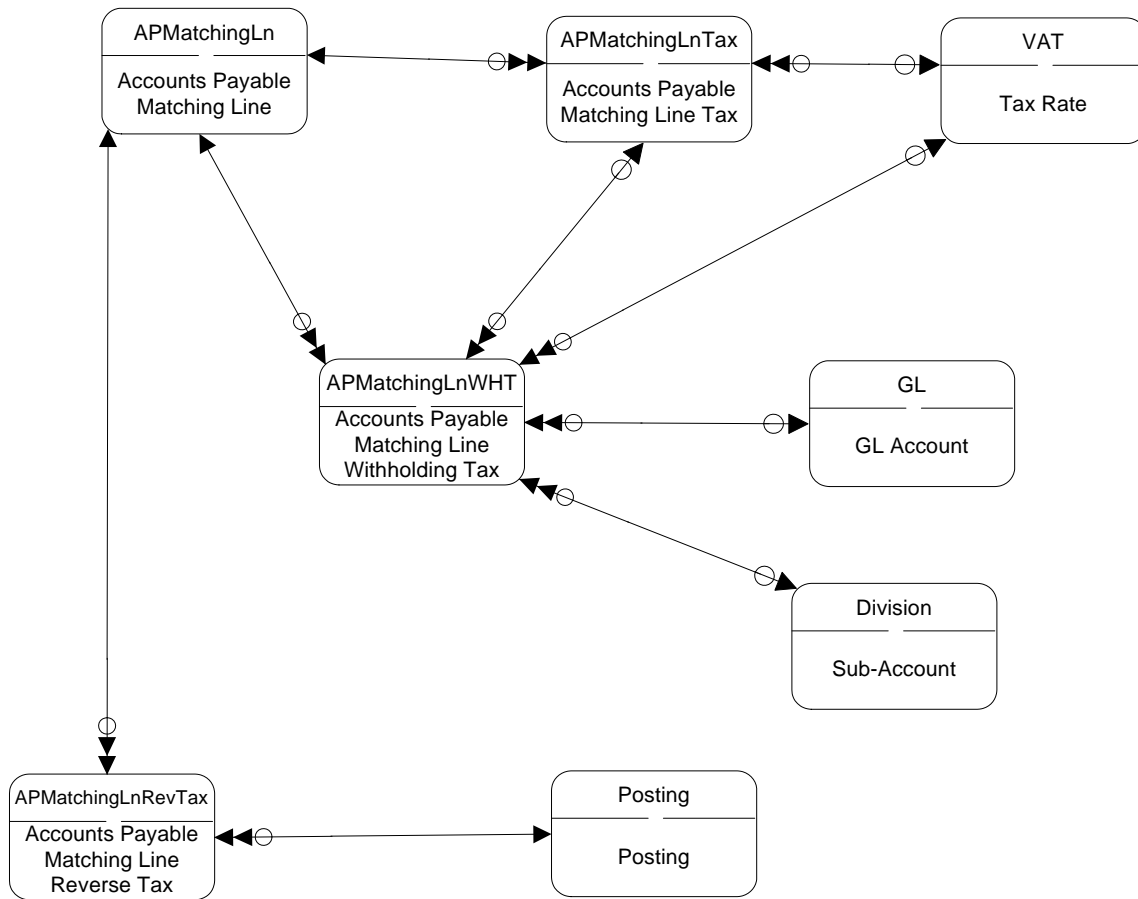 APMatchingLn
Accounts Payable
Matching Line
APMatchingLnTax
Accounts Payable
Matching Line Tax
VAT
Tax Rate
APMatchingLnWHT
Accounts Payable
Matching Line
Withholding Tax
GL
GL Account
Division
Sub-Account
APMatchingLnRevTax
Accounts Payable
Matching Line
Reverse Tax
Posting
Posting